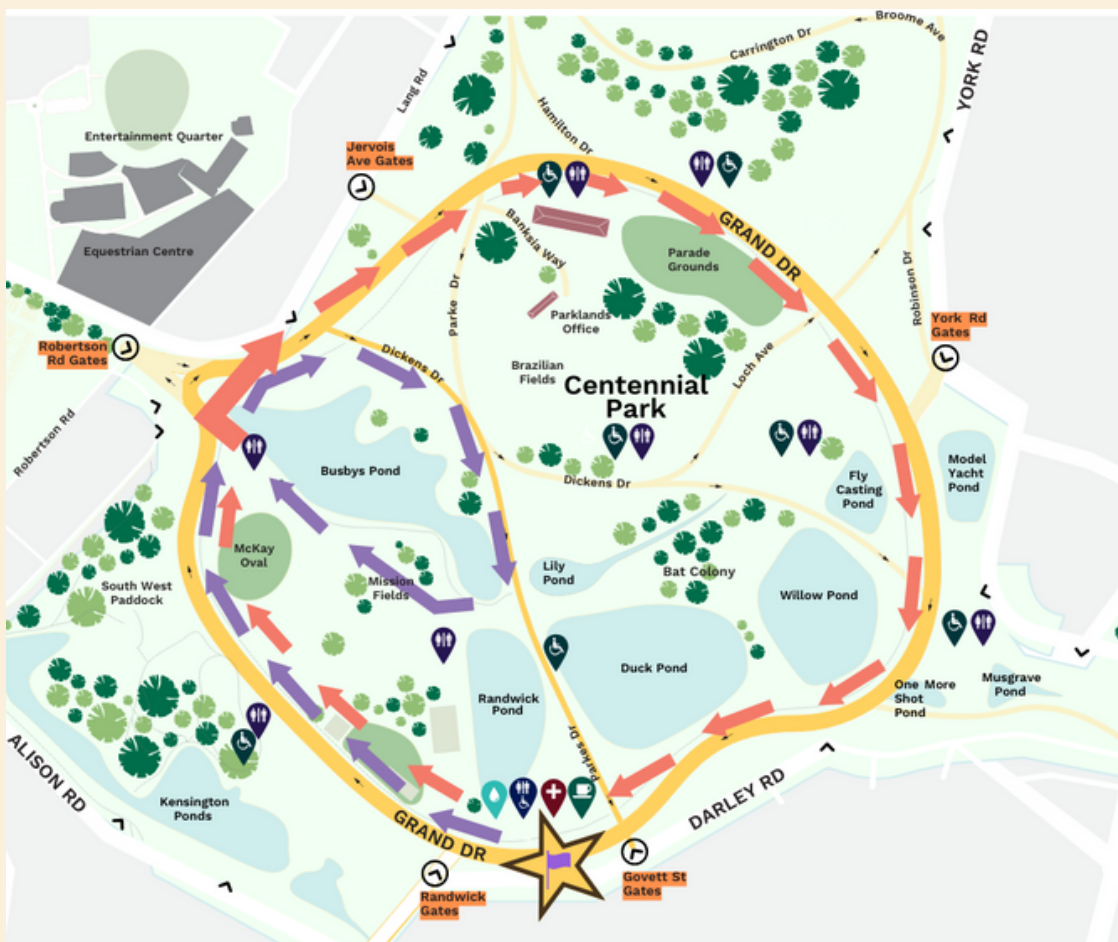 Broome Ave
Carrington Dr
YORK RD
Lang Rd
Hamilton Dr
Entertainment Quarter
Jervois
Ave Gates
Banksia Way
GRAND DR
Equestrian Centre
Parade
Grounds
Parke Dr
Robinson Dr
Parklands
Office
York Rd
Gates
Robertson
Rd Gates
Dickens Dr
Brazilian
Fields
Loch Ave
Centennial
Park
Robertson Rd
Busbys Pond
Dickens Dr
Fly
Casting
Pond
Model
Yacht
Pond
McKay
Oval
Lily
Pond
Bat Colony
South West
Paddock
Mission
Fields
Willow Pond
Duck Pond
Randwick
Pond
One More
Shot
Pond
Musgrave
Pond
ALISON RD
Parkes Dr
Kensington
Ponds
DARLEY RD
GRAND DR
Randwick
Gates
Govett St
Gates